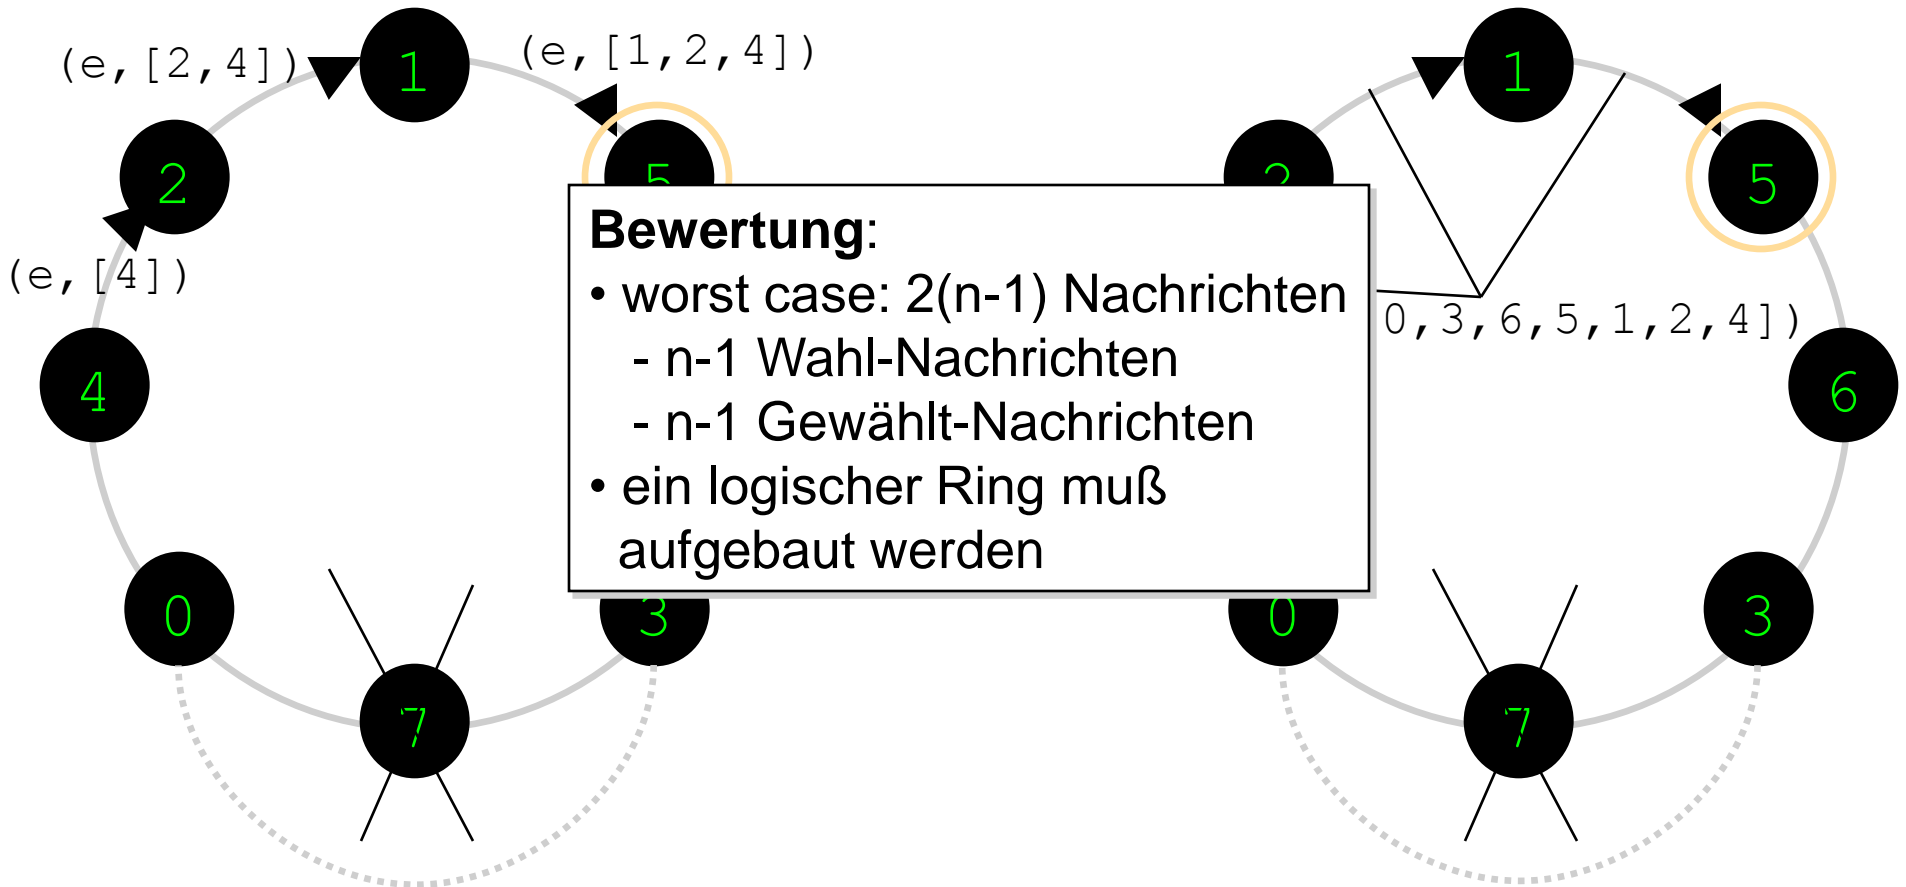 1
(e,[2,4])
(e,[1,2,4])
2
5
(e,[4])
4
0
3
7
Bewertung:
• worst case: 2(n-1) Nachrichten
- n-1 Wahl-Nachrichten
- n-1 Gewählt-Nachrichten
• ein logischer Ring muß
aufgebaut werden
1
2
5
0,3,6,5,1,2,4])
6
0
3
7